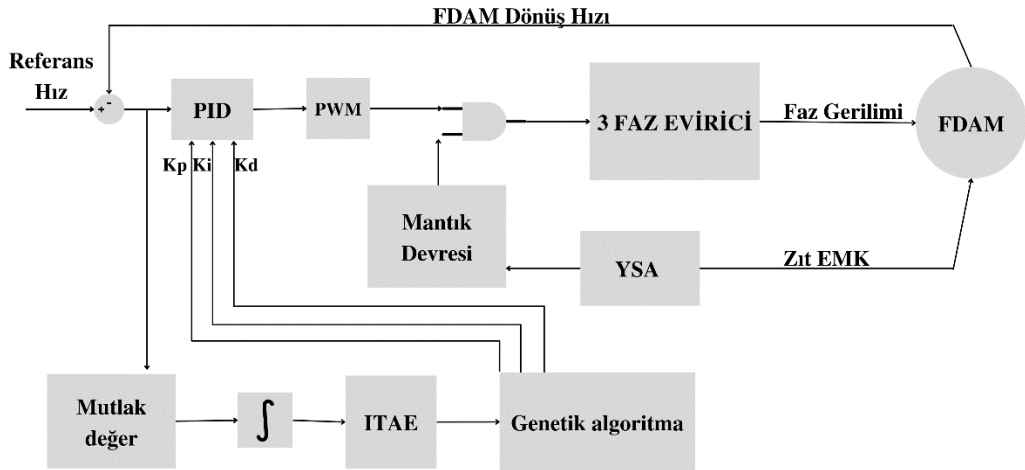 FDAM Dönüş Hızı
Referans
Hız
+
-
PID
PWM
3 FAZ EVİRİCİ
Faz Gerilimi
FDAM
Kp
Ki
Kd
Mantık
Devresi
YSA
Zıt EMK
Mutlak
değer
∫
ITAE
Genetik algoritma